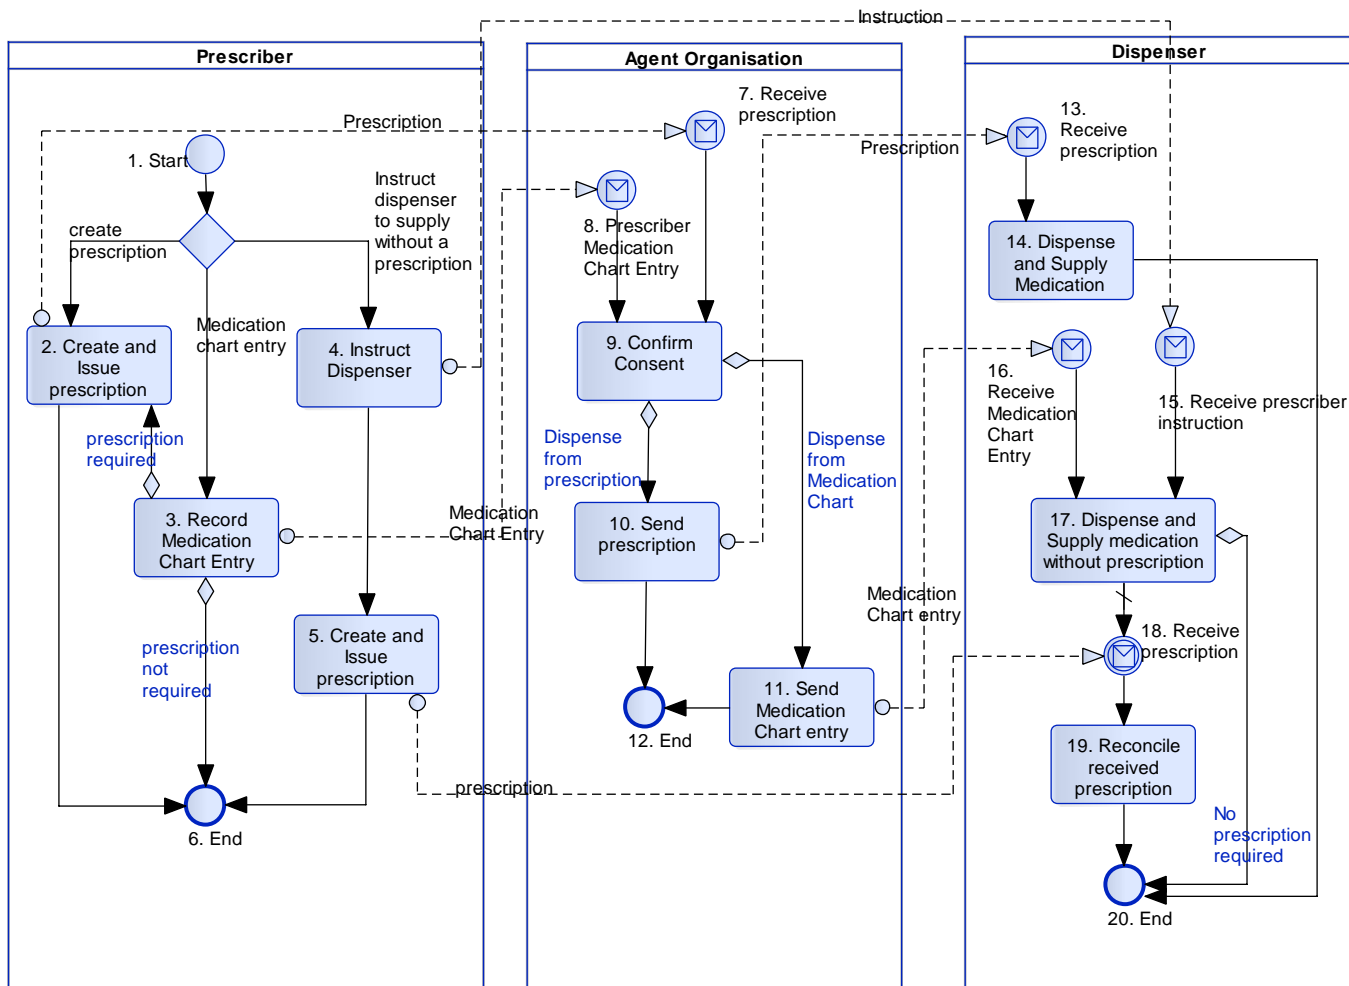 Instruction
Prescriber
Agent Organisation
Dispenser
Prescription
1. Start
create
prescription
Instruct
dispenser
to supply
without a
prescription
Medication
chart entry
2. Create and
Issue
prescription
4. Instruct
Dispenser
prescription
required
3. Record
Medication
Chart Entry
prescription
not
required
5. Create and
Issue
prescription
6. End
Medication
Chart Entry
prescription
7. Receive
prescription
8. Prescriber
Medication
Chart Entry
9. Confirm
Consent
Dispense
from
prescription
Dispense
from
Medication
Chart
10. Send
prescription
11. Send
Medication
Chart entry
12. End
Prescription
Medication
Chart entry
13.
Receive
prescription
14. Dispense
and Supply
Medication
16.
Receive
Medication
Chart
Entry
15. Receive prescriber
instruction
17. Dispense and
Supply medication
without prescription
18. Receive
prescription
19. Reconcile
received
prescription
No
prescription
required
20. End